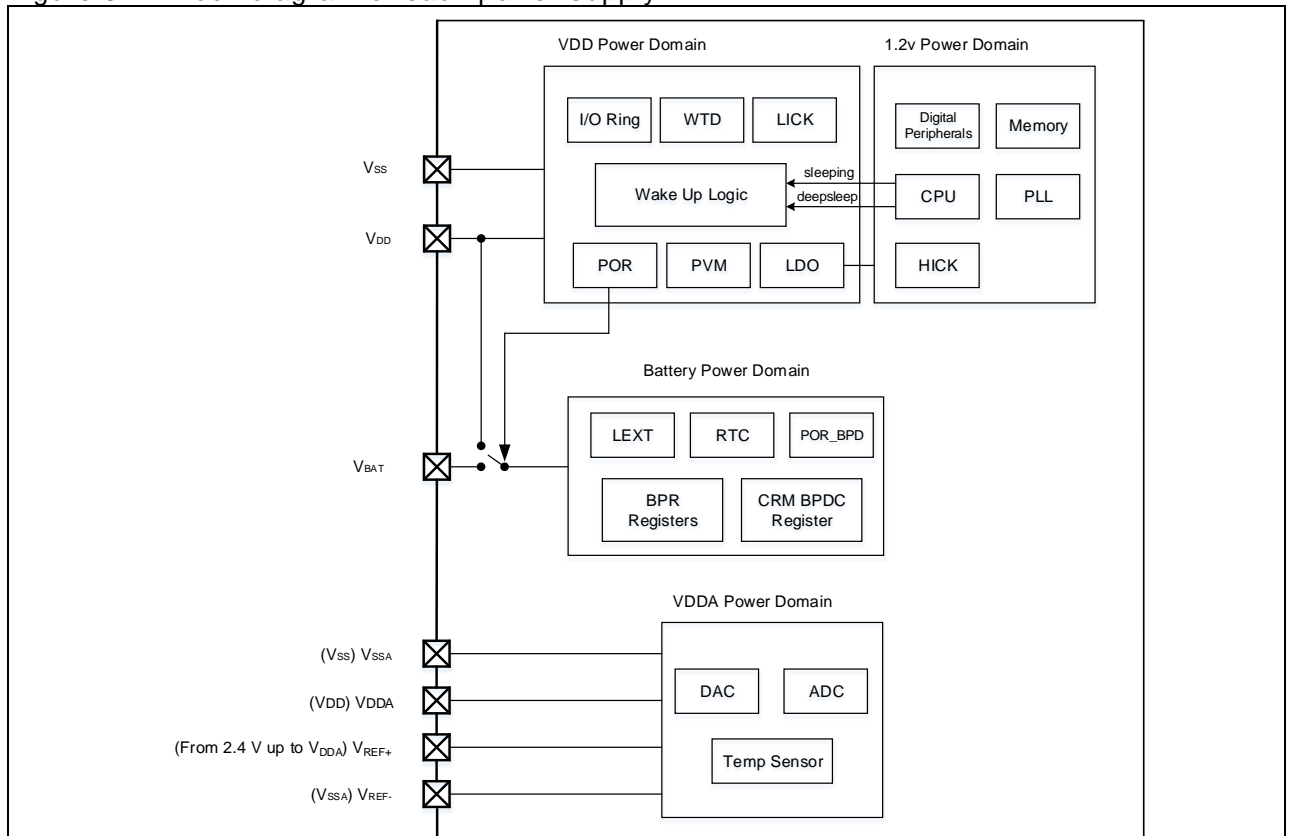 VDD Power Domain
1.2v Power Domain
I/O Ring
WTD
LICK
Digital
Peripherals
Memory
VSS
sleeping
Wake Up Logic
CPU
PLL
deepsleep
VDD
POR
PVM
LDO
HICK
Battery Power Domain
LEXT
RTC
POR_BPD
VBAT
BPR
Registers
CRM BPDC
Register
VDDA Power Domain
(VSS) VSSA
DAC
ADC
(VDD) VDDA
(From 2.4 V up to VDDA) VREF+
Temp Sensor
(VSSA) VREF-